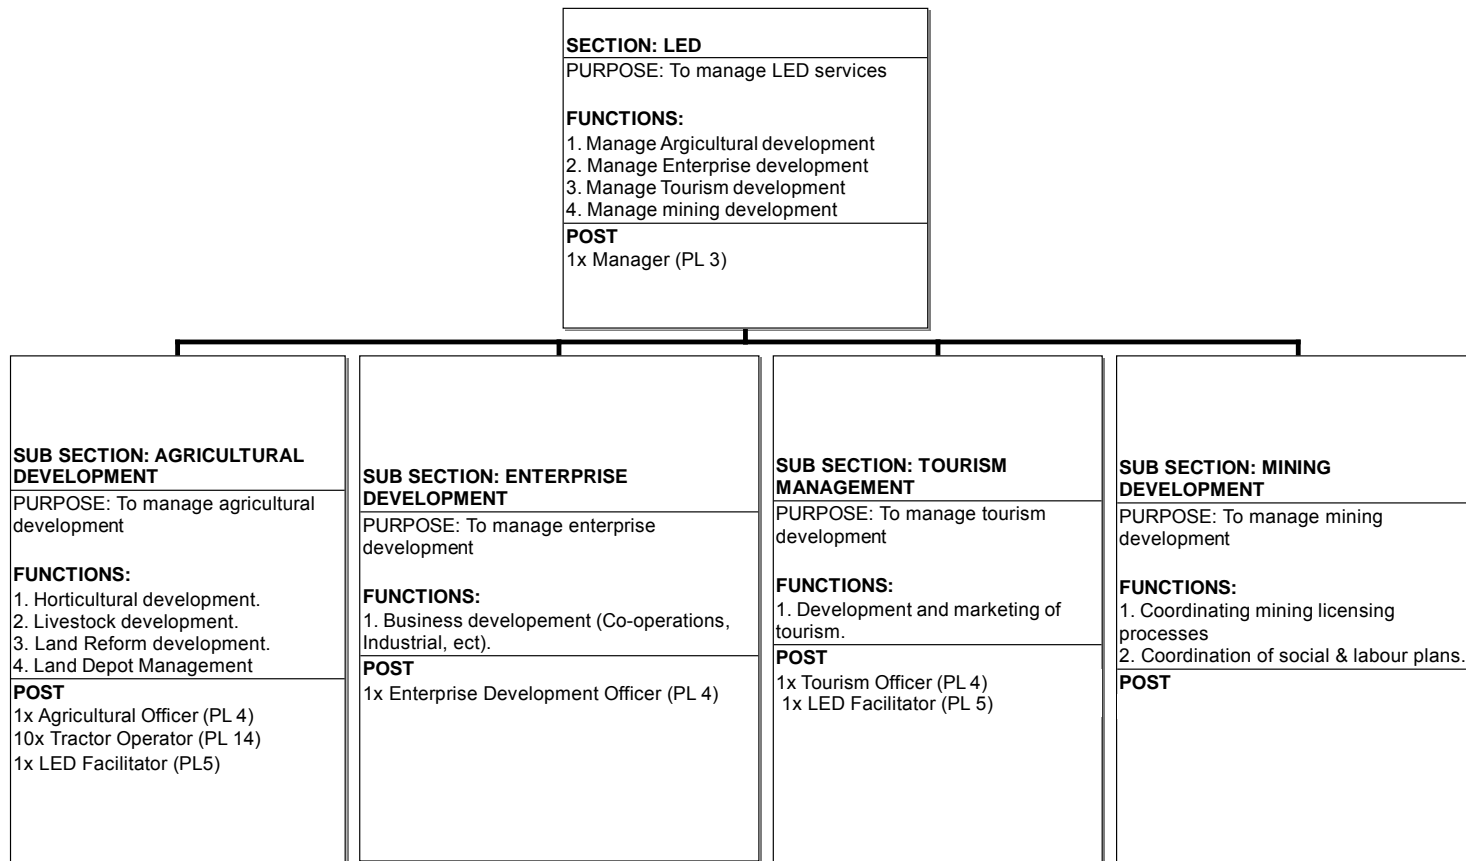 SECTION: LED
PURPOSE: To manage LED services
FUNCTIONS:
1. Manage Argicultural development
2. Manage Enterprise development
3. Manage Tourism development
4. Manage mining development
POST
1x Manager (PL 3)
SUB SECTION: AGRICULTURAL
DEVELOPMENT
PURPOSE: To manage agricultural
development
FUNCTIONS:
1. Horticultural development.
2. Livestock development.
3. Land Reform development.
4. Land Depot Management
POST
1x Agricultural Officer (PL 4)
10x Tractor Operator (PL 14)
1x LED Facilitator (PL5)
SUB SECTION: ENTERPRISE
DEVELOPMENT
PURPOSE: To manage enterprise
development
FUNCTIONS:
1. Business developement (Co-operations,
Industrial, ect).
POST
1x Enterprise Development Officer (PL 4)
SUB SECTION: TOURISM
MANAGEMENT
PURPOSE: To manage tourism
development
FUNCTIONS:
1. Development and marketing of
tourism.
POST
1x Tourism Officer (PL 4)
1x LED Facilitator (PL 5)
SUB SECTION: MINING
DEVELOPMENT
PURPOSE: To manage mining
development
FUNCTIONS:
1. Coordinating mining licensing
processes
2. Coordination of social & labour plans.
POST